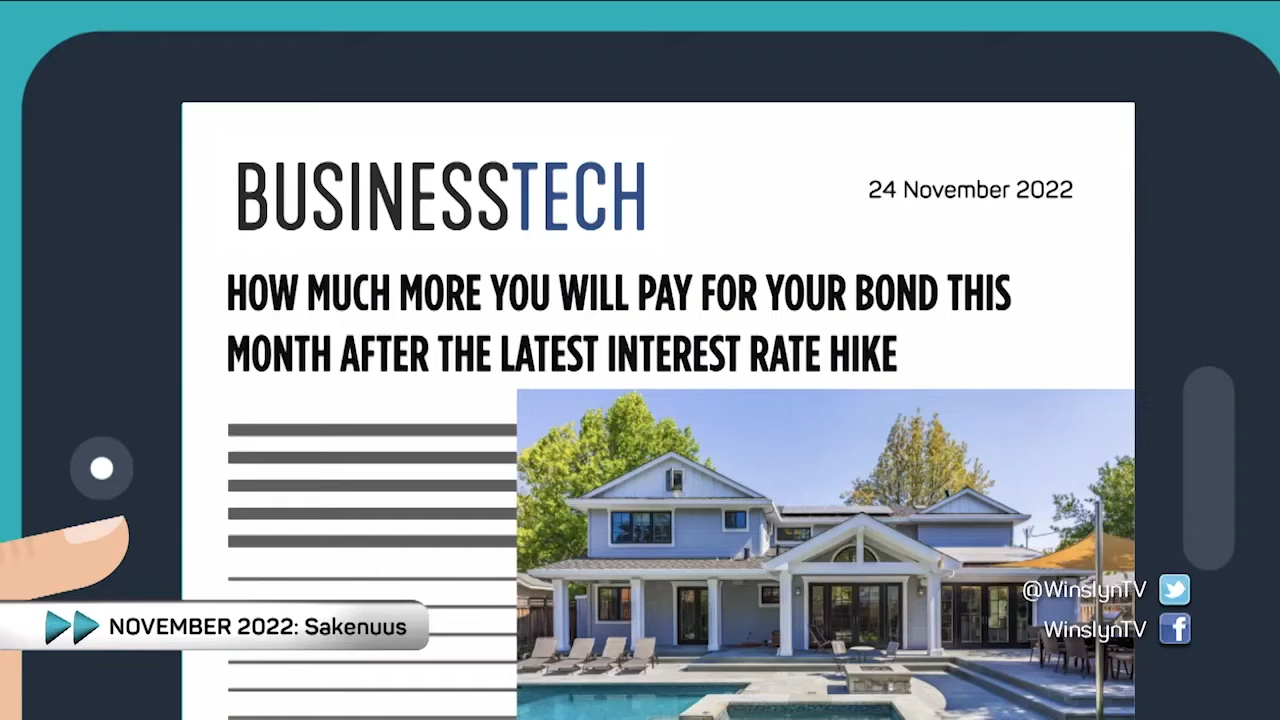 BUSINESSTECH
24 November 2022
HOW MUCH MORE YOU WILL PAY FOR YOUR BOND THIS
MONTH AFTER THE LATEST INTEREST RATE HIKE
@WinslynTV
NOVEMBER 2022: Sakenuus
WinslynTV